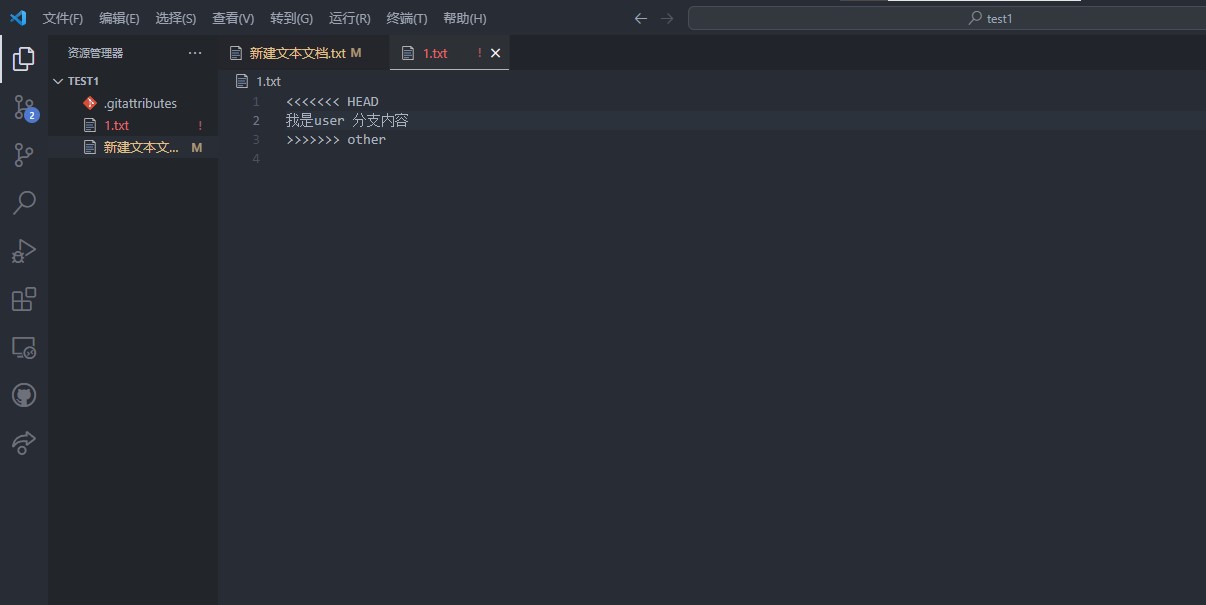 文件(F) 编辑(E) 选择(S) 查看(V) 转到(G) 运行(R) 终端(T) 帮助(H) test1
资源管理器 ··· 新建文本文档.txt M 1.txt !
TEST1 1.txt
.gitattributes
1.txt !
新建文本文... M
2
1 <<<<<<< HEAD
2 我是user 分支内容
3 >>>>>>> other
4